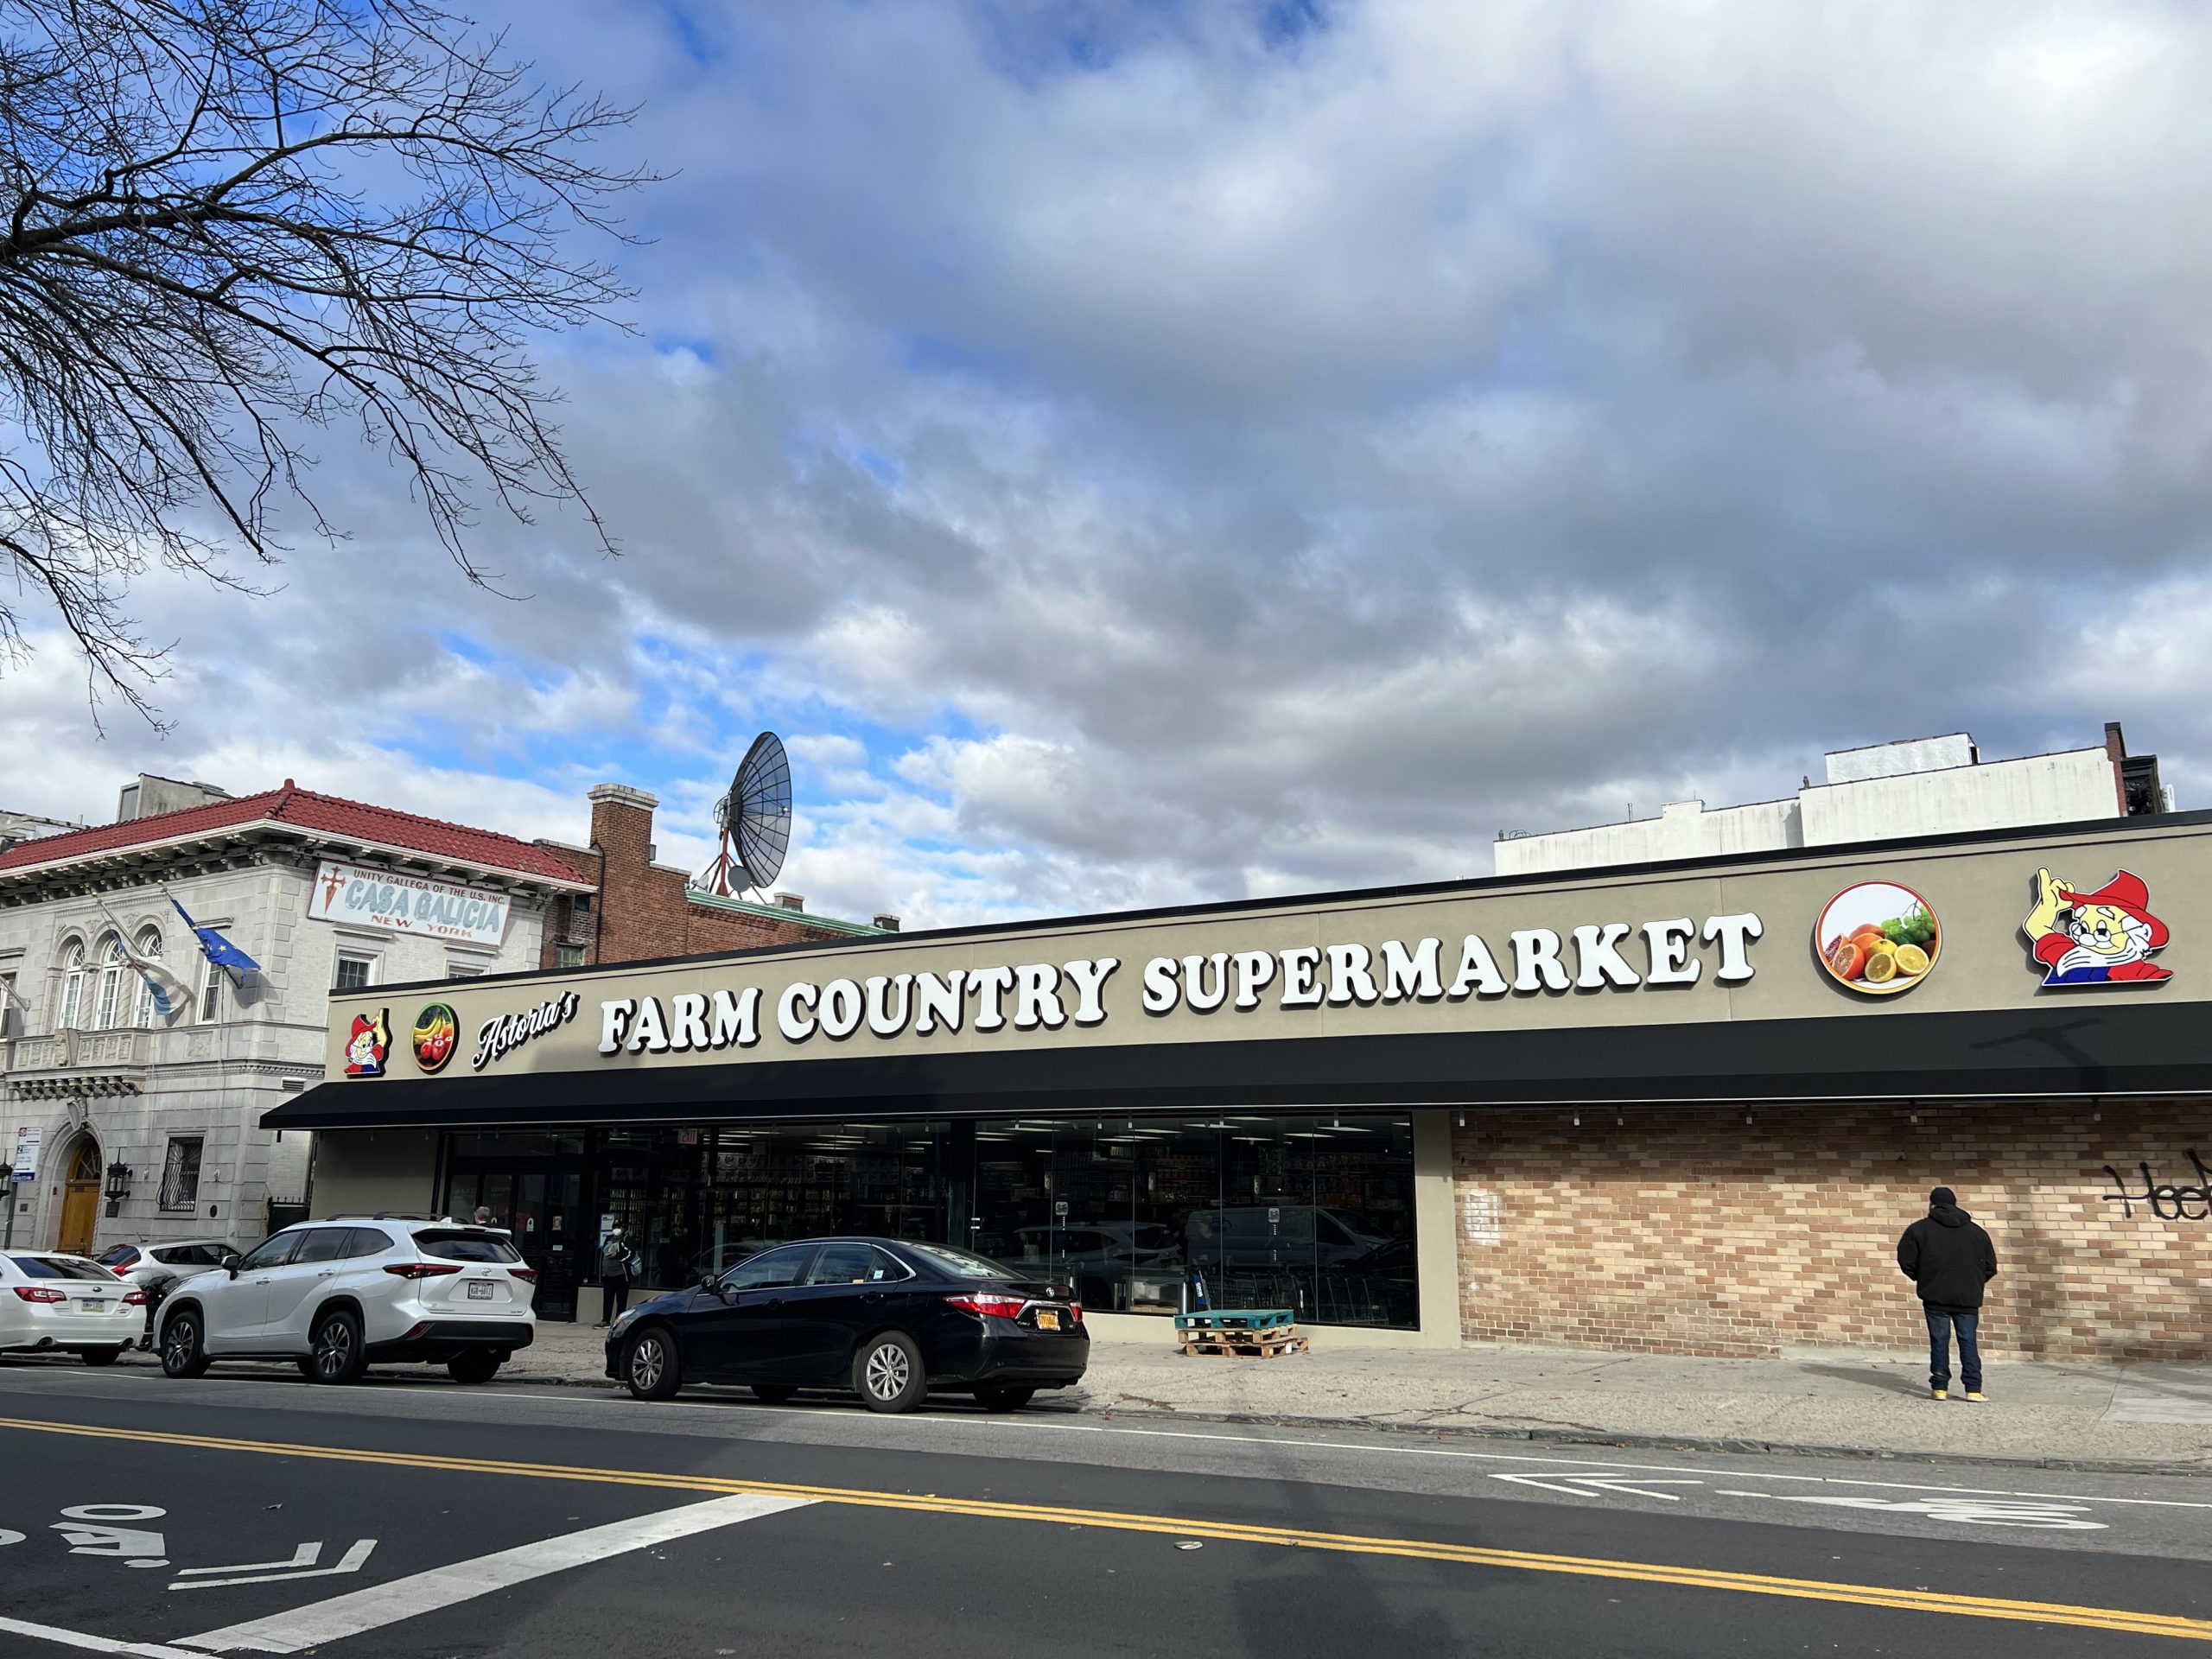 UNITY GALLEGA OF THE U.S. INC.
CASA GALICIA
NEW YORK
Astoria's FARM COUNTRY SUPERMARKET